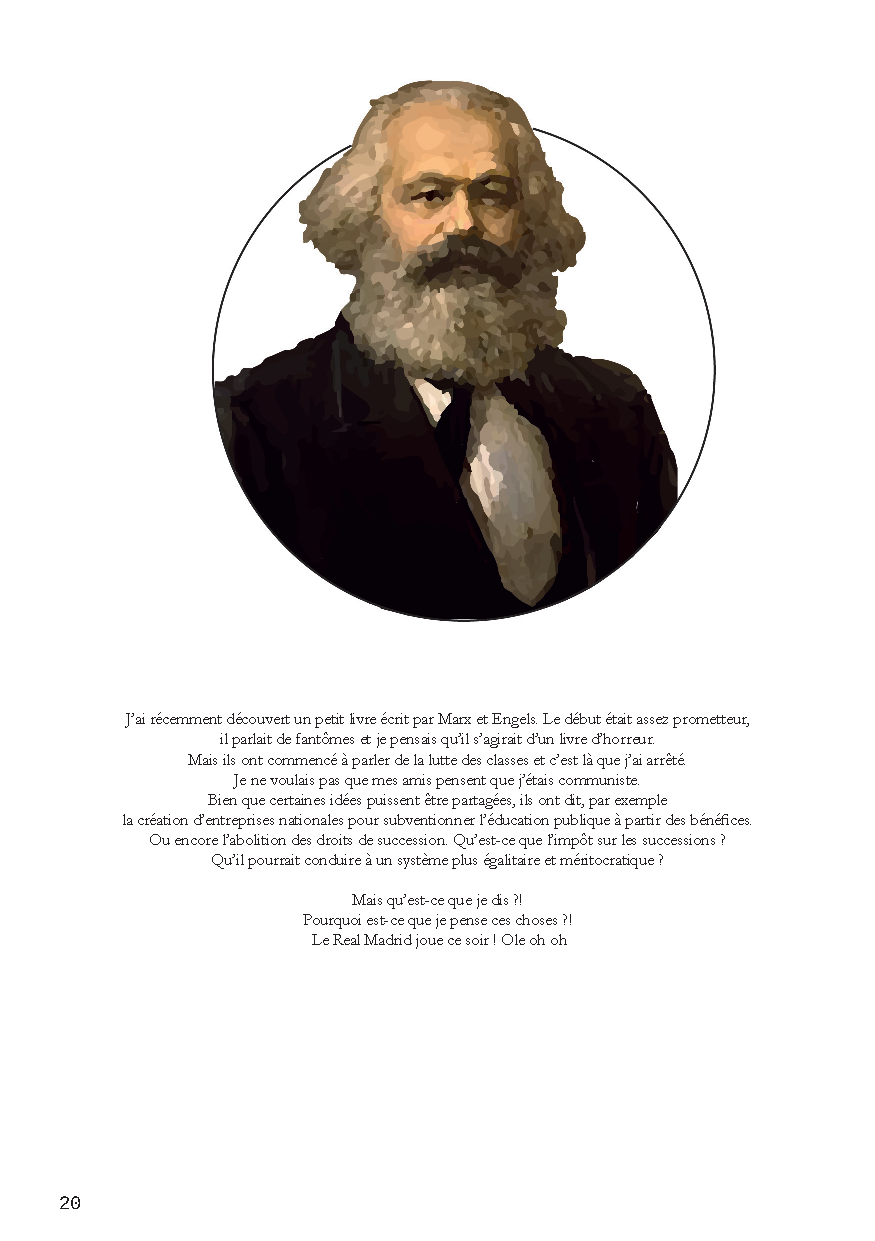 J’ai récemment découvert un petit livre écrit par Marx et Engels. Le début était assez prometteur,
il parlait de fantômes et je pensais qu’il s’agirait d’un livre d’horreur.
Mais ils ont commencé à parler de la lutte des classes et c’est là que j’ai arrêté.
Je ne voulais pas que mes amis pensent que j’étais communiste.
Bien que certaines idées puissent être partagées, ils ont dit, par exemple
la création d’entreprises nationales pour subventionner l’éducation publique à partir des bénéfices.
Ou encore l’abolition des droits de succession. Qu’est-ce que l’impôt sur les successions ?
Qu’il pourrait conduire à un système plus égalitaire et méritocratique ?
Mais qu’est-ce que je dis ?!
Pourquoi est-ce que je pense ces choses ?!
Le Real Madrid joue ce soir ! Ole oh oh
20